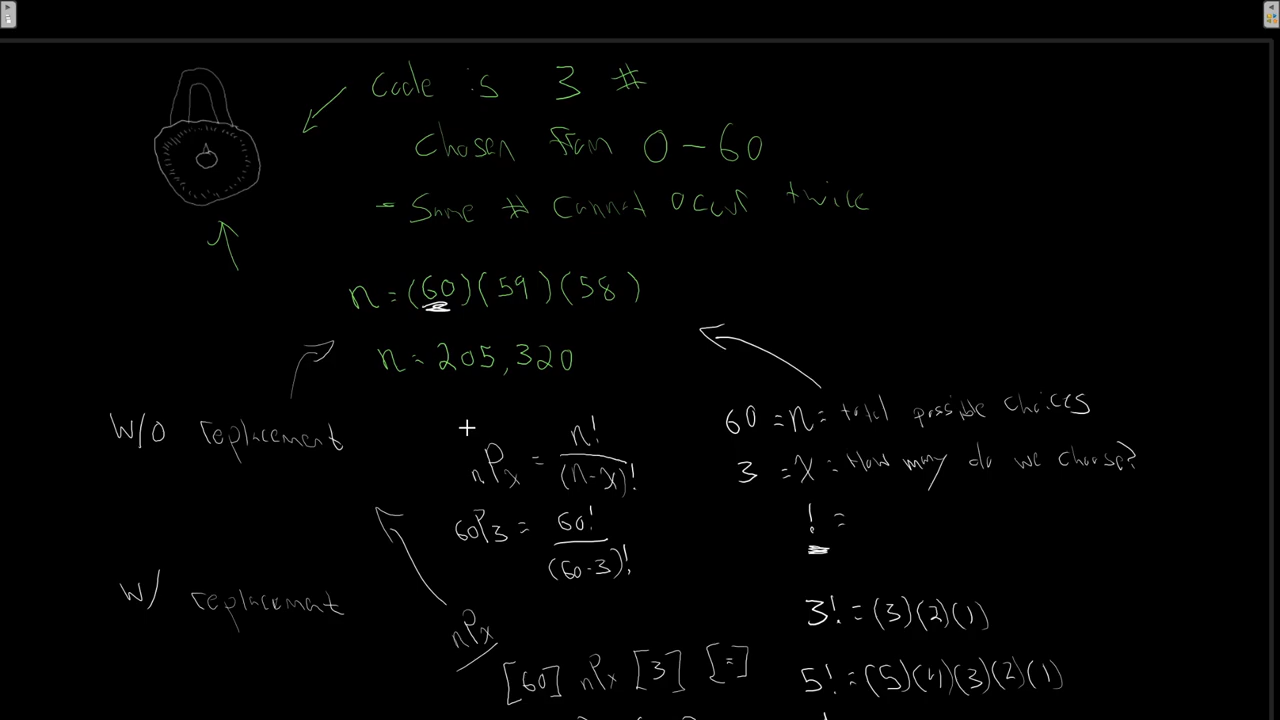 Code is 3 #
Chosen from 0 - 60
- Same # cannot occur twice
n = (60)(59)(58)
n = 205,320
W/O replacement
nPx = n! / (n-x)!
60 = n = total possible choices
3 = x = How many do we choose?
60P3 = 60! / (60-3)!
! =
W/ replacement
nPx
3! = (3)(2)(1)
[60] nPx [3] [=]
5! = (5)(4)(3)(2)(1)